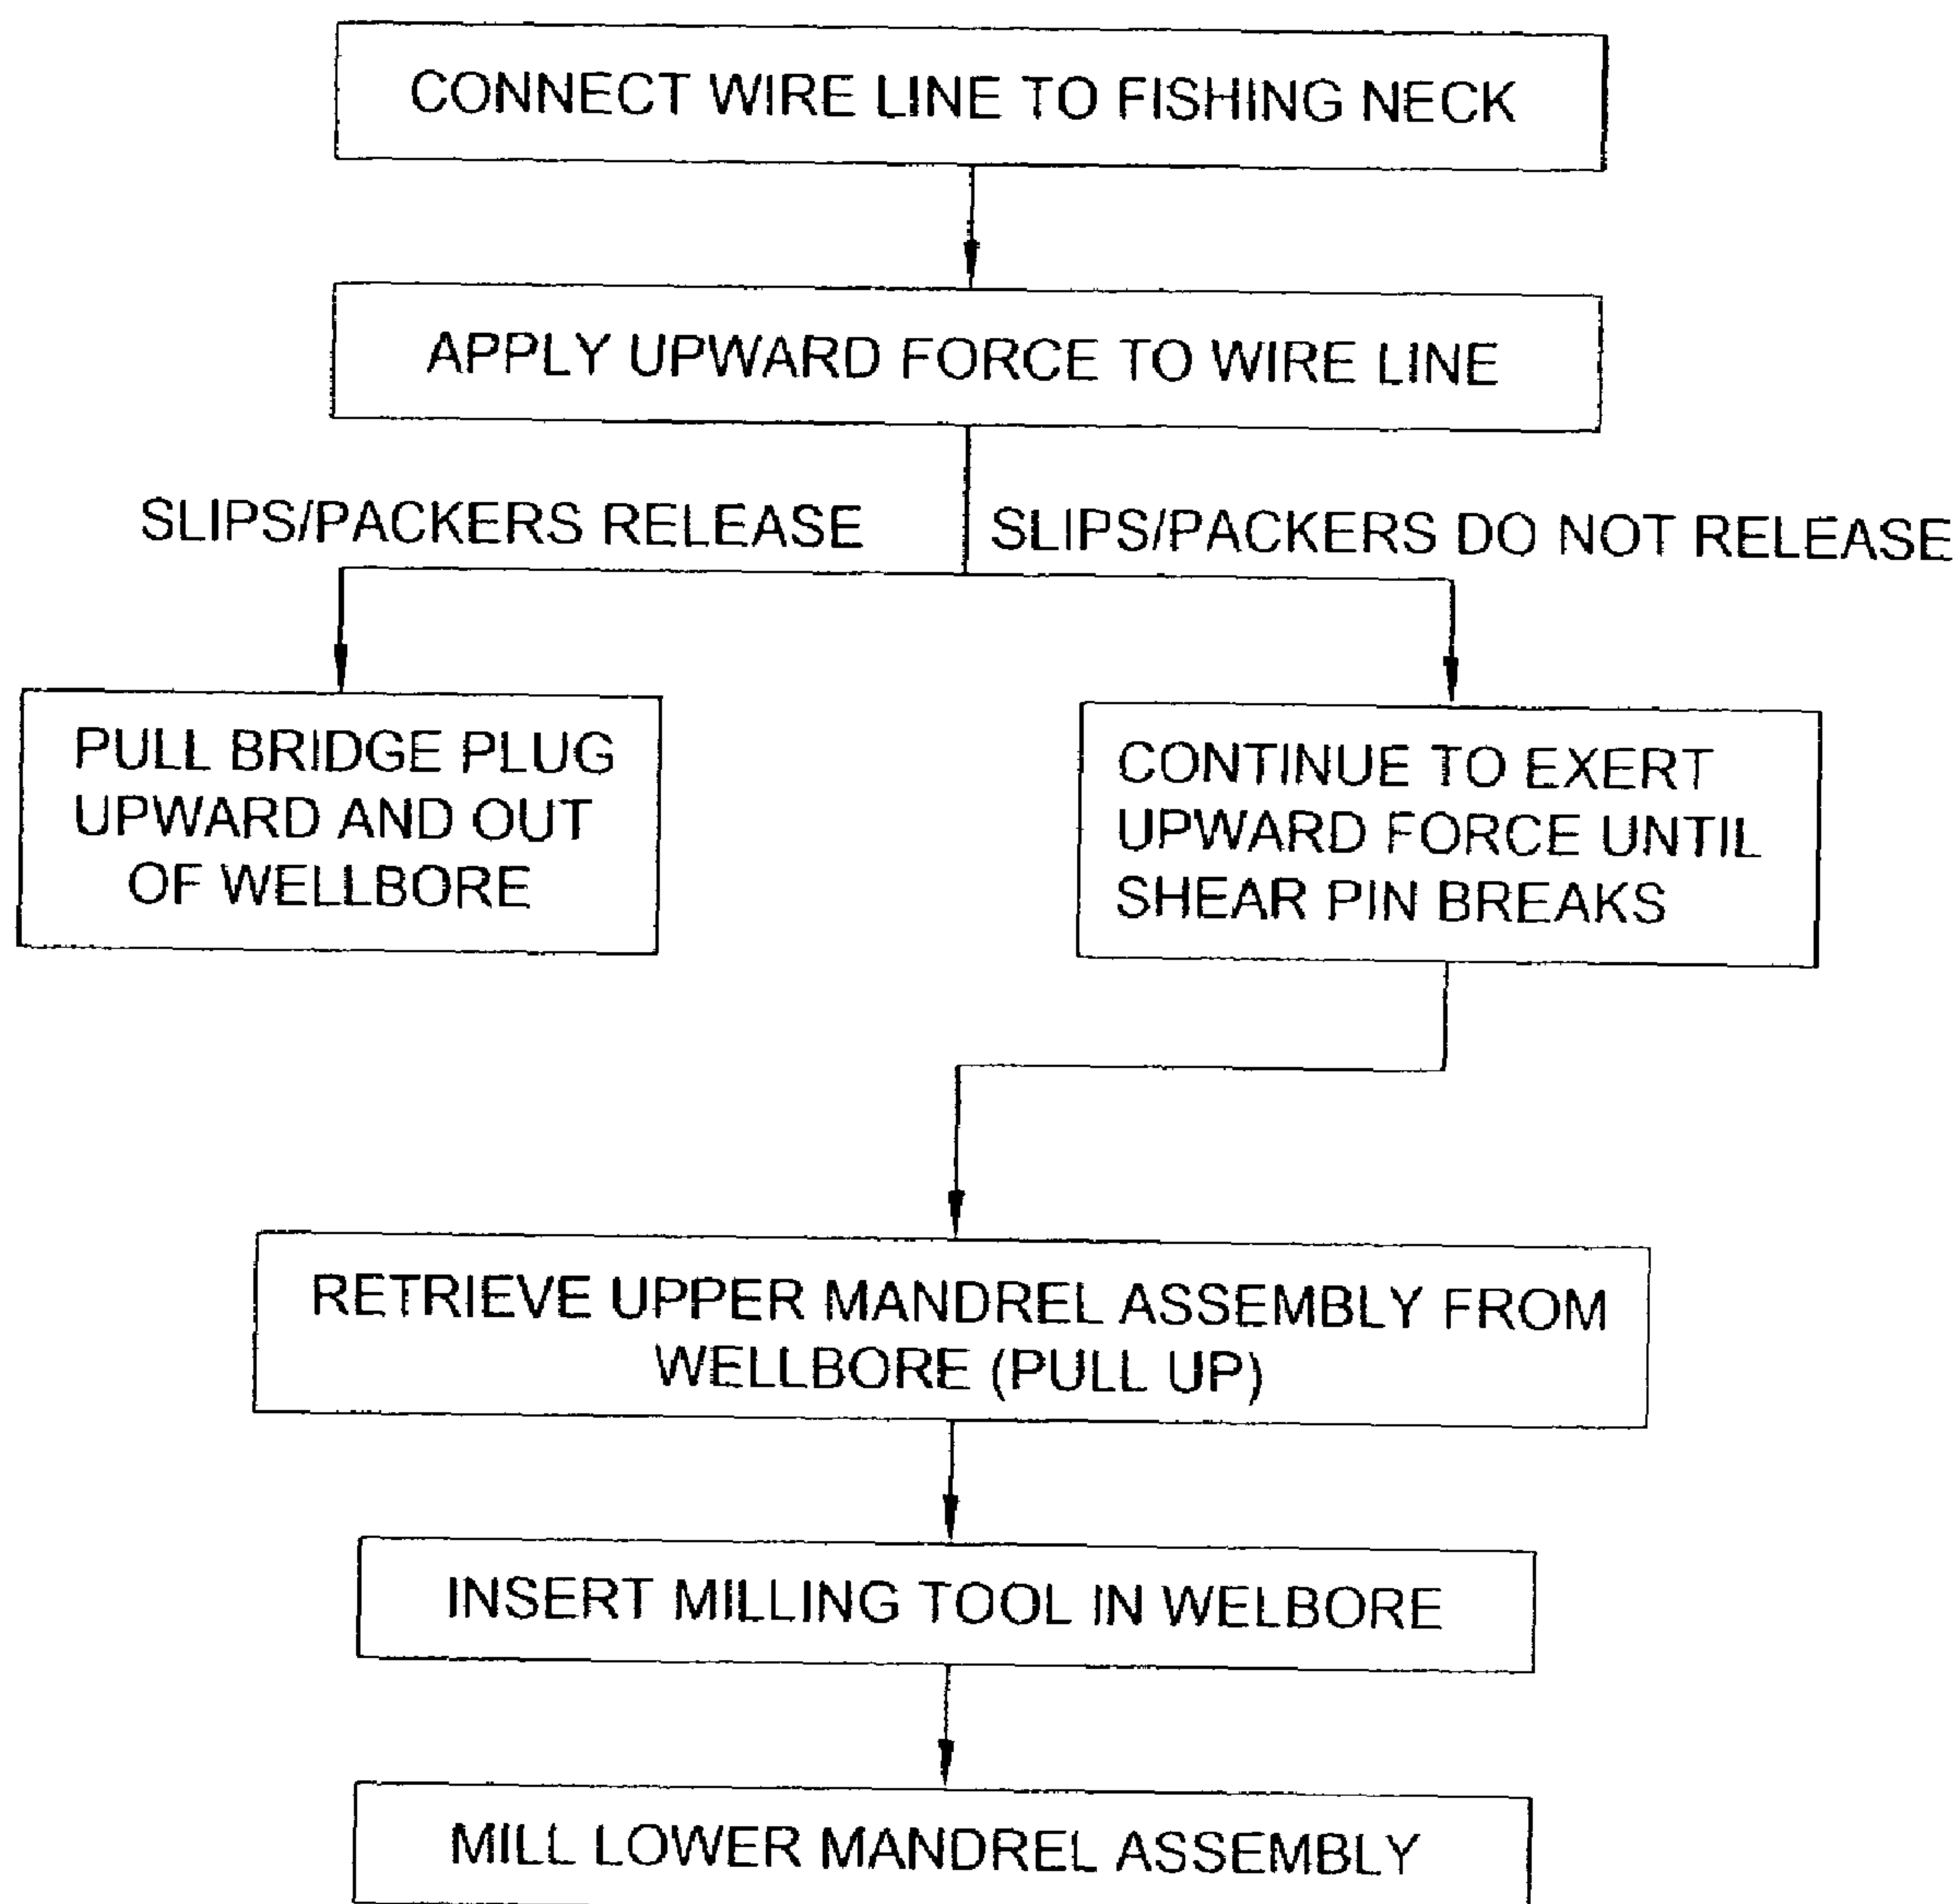 CONNECT WIRE LINE TO FISHING NECK
APPLY UPWARD FORCE TO WIRE LINE
SLIPS/PACKERS RELEASE
SLIPS/PACKERS DO NOT RELEASE
PULL BRIDGE PLUG
UPWARD AND OUT
OF WELLBORE
CONTINUE TO EXERT
UPWARD FORCE UNTIL
SHEAR PIN BREAKS
RETRIEVE UPPER MANDREL ASSEMBLY FROM
WELLBORE (PULL UP)
INSERT MILLING TOOL IN WELBORE
MILL LOWER MANDREL ASSEMBLY